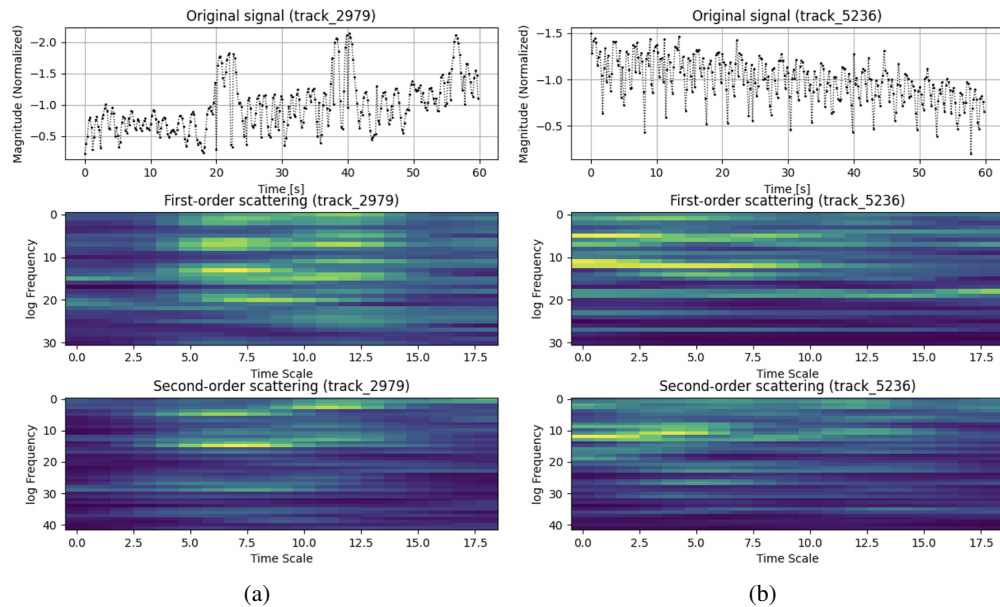 Original signal (track_2979)
Magnitude (Normalized)
−2.0
−1.5
−1.0
−0.5
0 10 20 30 40 50 60
Time [s]
First-order scattering (track_2979)
log Frequency
0
10
20
30
0.0 2.5 5.0 7.5 10.0 12.5 15.0 17.5
Time Scale
Second-order scattering (track_2979)
log Frequency
0
10
20
30
40
0.0 2.5 5.0 7.5 10.0 12.5 15.0 17.5
Time Scale
(a)
Original signal (track_5236)
Magnitude (Normalized)
−1.5
−1.0
−0.5
0 10 20 30 40 50 60
Time [s]
First-order scattering (track_5236)
log Frequency
0
10
20
30
0.0 2.5 5.0 7.5 10.0 12.5 15.0 17.5
Time Scale
Second-order scattering (track_5236)
log Frequency
0
10
20
30
40
0.0 2.5 5.0 7.5 10.0 12.5 15.0 17.5
Time Scale
(b)